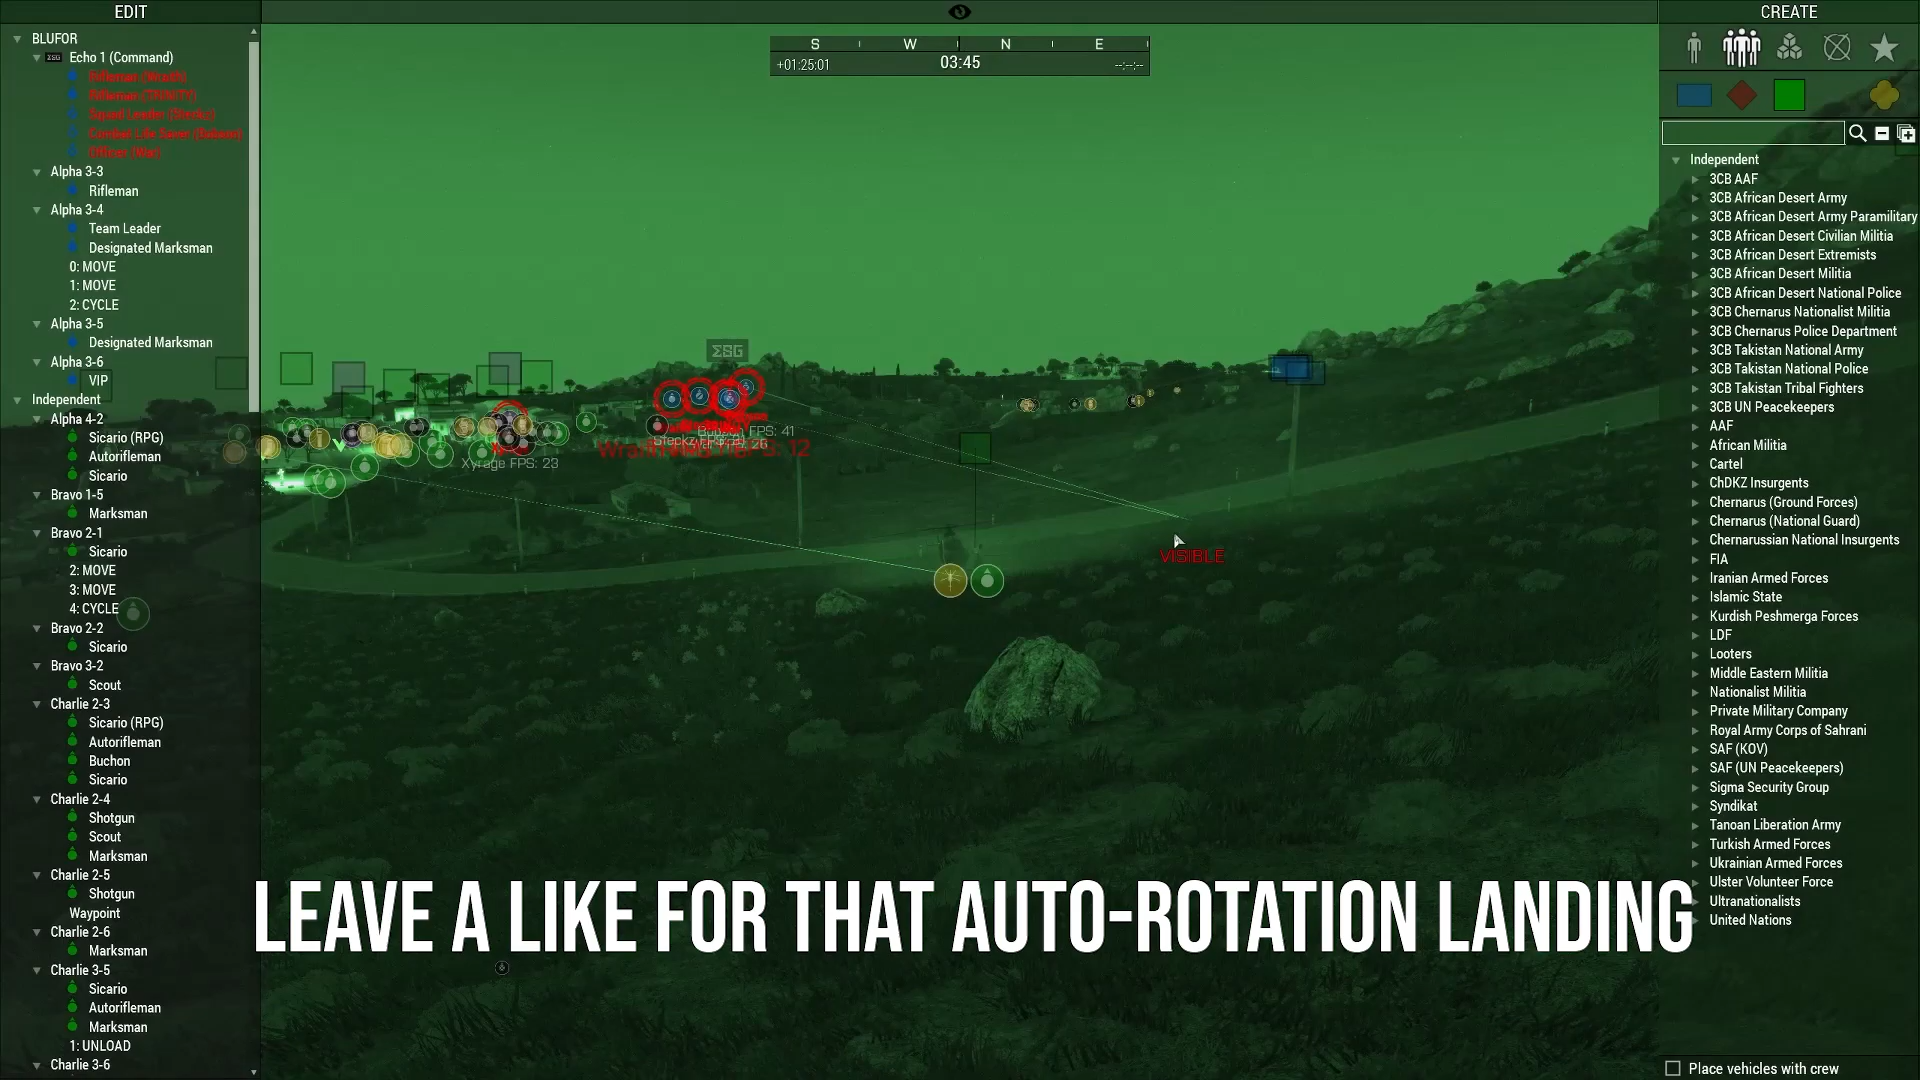 EDIT
BLUFOR
Echo 1 (Command)
Rifleman (Wraith)
Rifleman (TRINITY)
Squad Leader (Steckz)
Officer (War)
Alpha 3-3
Rifleman
Alpha 3-4
Team Leader
Designated Marksman
0: MOVE
1: MOVE
2: CYCLE
Alpha 3-5
Designated Marksman
Alpha 3-6
VIP
Independent
Alpha 4-2
Sicario (RPG)
Autorifleman
Sicario
Bravo 1-5
Marksman
Bravo 2-1
Sicario
2: MOVE
3: MOVE
4: CYCLE
Bravo 2-2
Sicario
Bravo 3-2
Scout
Charlie 2-3
Sicario (RPG)
Autorifleman
Buchon
Sicario
Charlie 2-4
Shotgun
Scout
Marksman
Charlie 2-5
Shotgun
Waypoint
Charlie 2-6
Marksman
Charlie 3-5
Sicario
Autorifleman
Marksman
1: UNLOAD
Charlie 3-6
S W N E
+01:25:01 03:45 --:--:--
ΣSG
FPS: 41
Xyrage FPS: 23
VISIBLE
LEAVE A LIKE FOR THAT AUTO-ROTATION LANDING
CREATE
Independent
3CB AAF
3CB African Desert Army
3CB African Desert Army Paramilitary
3CB African Desert Civilian Militia
3CB African Desert Extremists
3CB African Desert Militia
3CB African Desert National Police
3CB Chernarus Nationalist Militia
3CB Chernarus Police Department
3CB Takistan National Army
3CB Takistan National Police
3CB Takistan Tribal Fighters
3CB UN Peacekeepers
AAF
African Militia
Cartel
ChDKZ Insurgents
Chernarus (Ground Forces)
Chernarus (National Guard)
Chernarussian National Insurgents
FIA
Iranian Armed Forces
Islamic State
Kurdish Peshmerga Forces
LDF
Looters
Middle Eastern Militia
Nationalist Militia
Private Military Company
Royal Army Corps of Sahrani
SAF (KOV)
SAF (UN Peacekeepers)
Sigma Security Group
Syndikat
Tanoan Liberation Army
Turkish Armed Forces
Ukrainian Armed Forces
Ulster Volunteer Force
Ultranationalists
United Nations
Place vehicles with crew